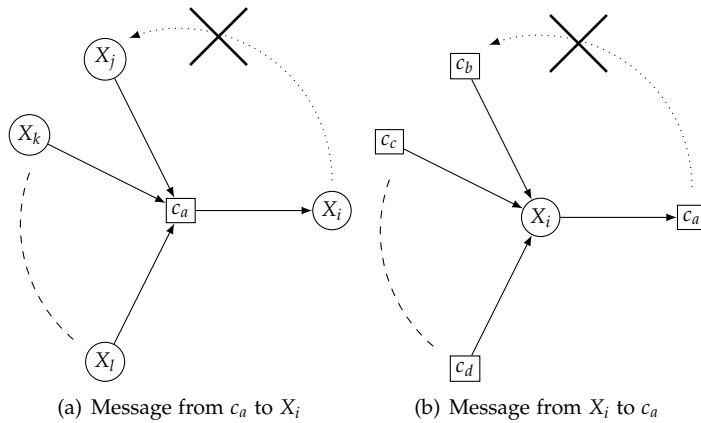 X_j
c_b
X_k
c_c
c_a
X_i
X_i
c_a
X_l
c_d
(a) Message from c_a to X_i
(b) Message from X_i to c_a